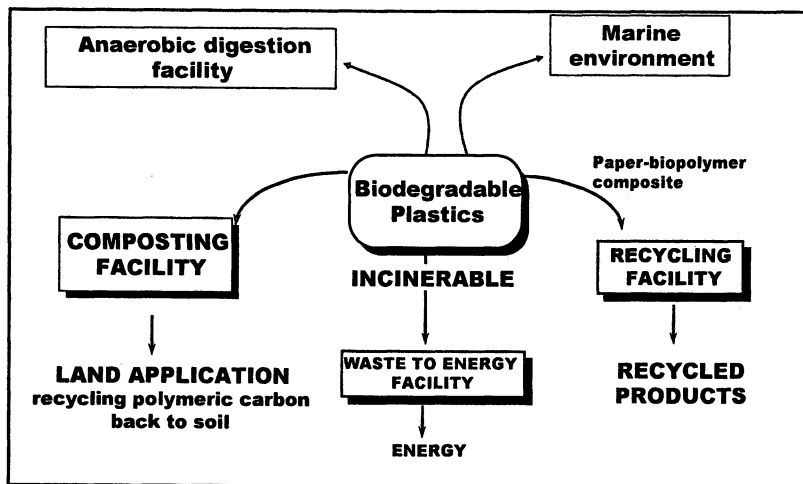 Anaerobic digestion
facility
Marine
environment
Paper-biopolymer
composite
Biodegradable
Plastics
COMPOSTING
FACILITY
INCINERABLE
RECYCLING
FACILITY
LAND APPLICATION
recycling polymeric carbon
back to soil
WASTE TO ENERGY
FACILITY
RECYCLED
PRODUCTS
ENERGY